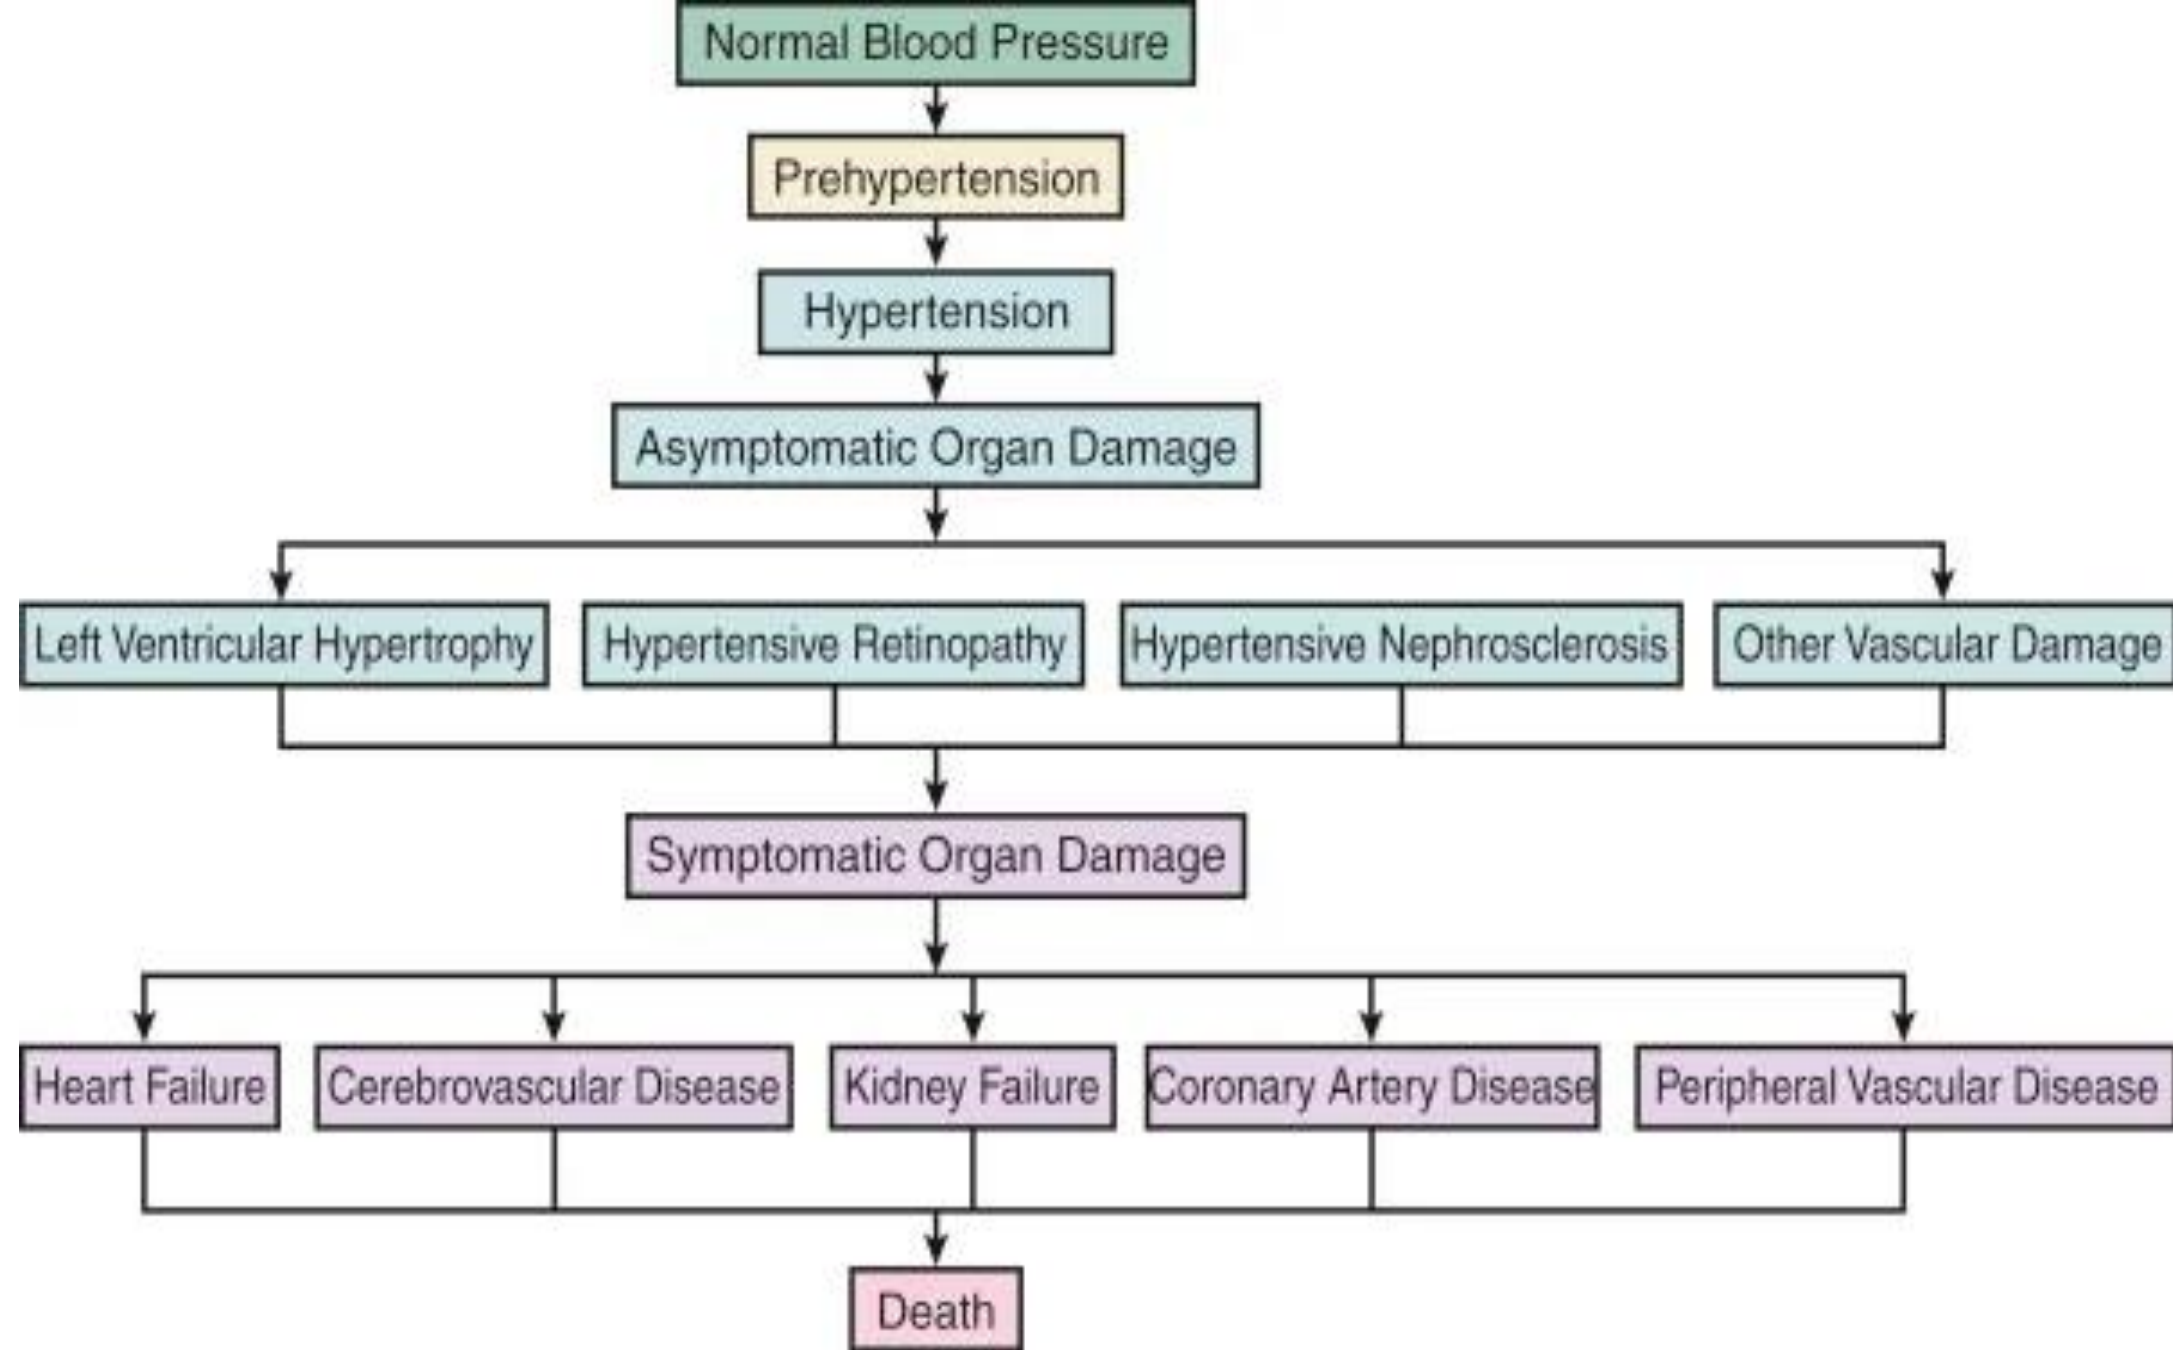 Normal Blood Pressure
Prehypertension
Hypertension
Asymptomatic Organ Damage
Left Ventricular Hypertrophy
Hypertensive Retinopathy
Hypertensive Nephrosclerosis
Other Vascular Damage
Symptomatic Organ Damage
Heart Failure
Cerebrovascular Disease
Kidney Failure
Coronary Artery Disease
Peripheral Vascular Disease
Death